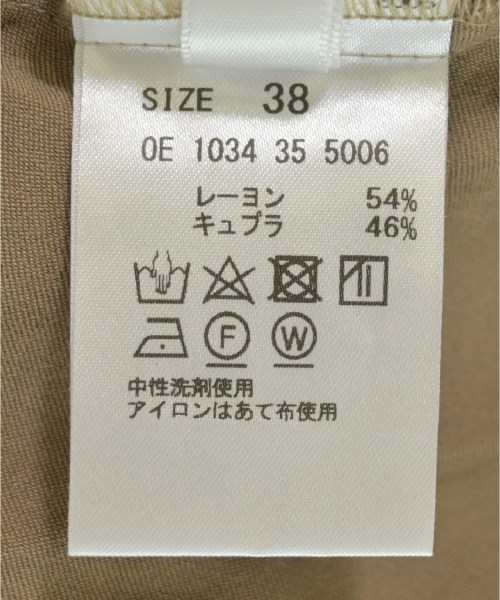 SIZE 38
OE 1034 35 5006
レーヨン 54%
キュプラ 46%
F W
中性洗剤使用
アイロンはあて布使用